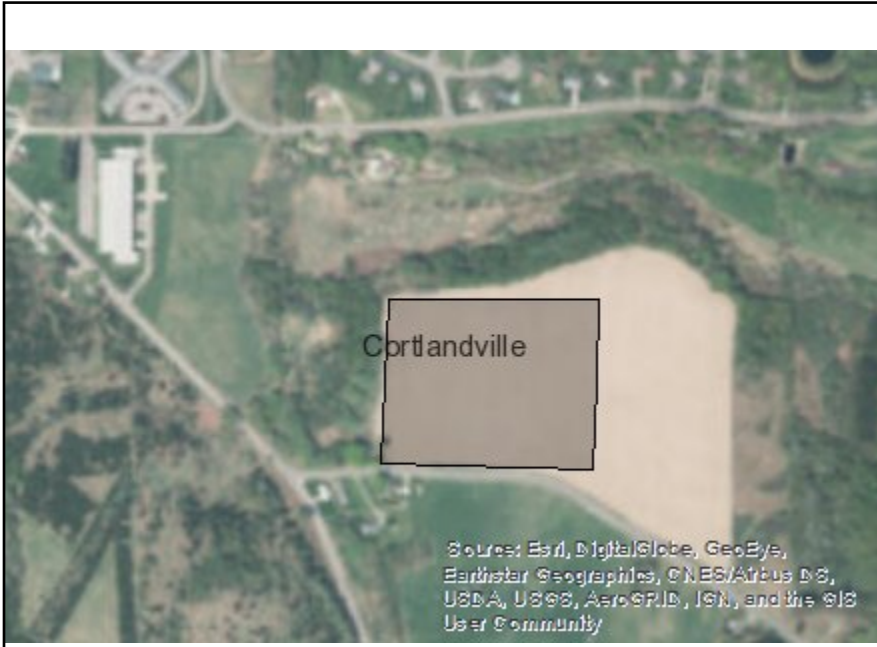 Cortlandville
Source: Esri, DigitalGlobe, GeoEye,
Earthstar Geographics, CNES/Airbus DS,
USDA, USGS, AeroGRID, IGN, and the GIS
User Community